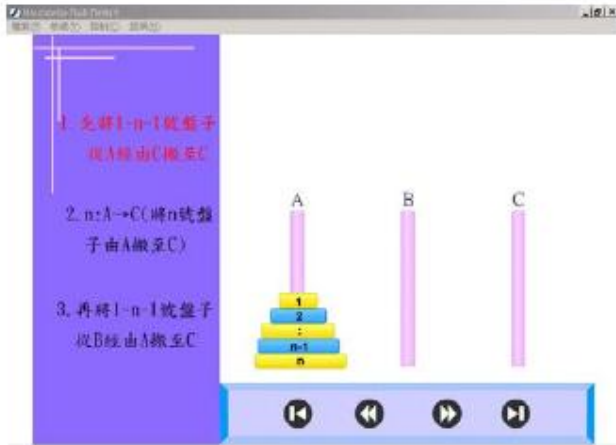 1. 先將1-n-1號盤子
從A經由C搬至C
2. n:A→C(將n號盤
子由A搬至C)
3. 再將1-n-1號盤子
從B經由A搬至C
A
B
C
1
2
:
n-1
n